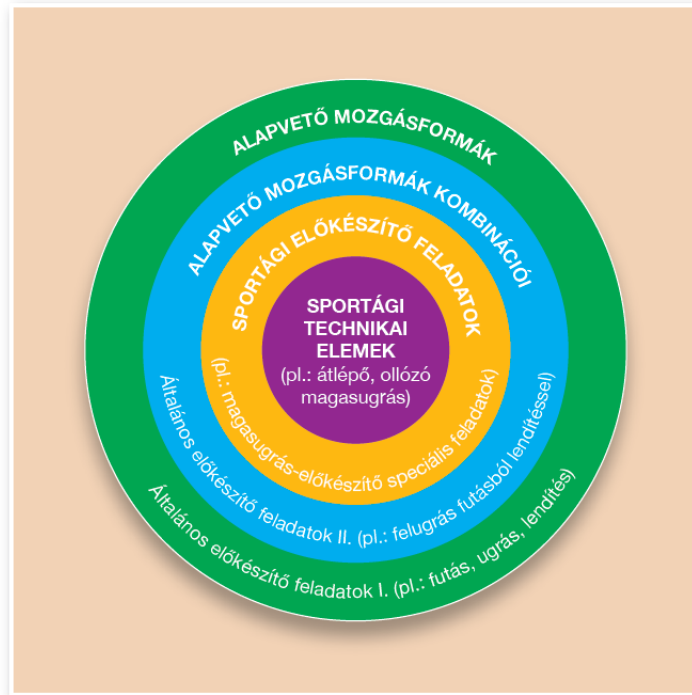 ALAPVETŐ MOZGÁSFORMÁK
ALAPVETŐ MOZGÁSFORMÁK KOMBINÁCIÓI
SPORTÁGI ELŐKÉSZÍTŐ FELADATOK
SPORTÁGI
TECHNIKAI
ELEMEK
(pl.: átlépő, ollózó
magasugrás)
(pl.: magasugrás-előkészítő speciális feladatok)
Általános előkészítő feladatok II. (pl.: felugrás futásból lendítéssel)
Általános előkészítő feladatok I. (pl.: futás, ugrás, lendítés)